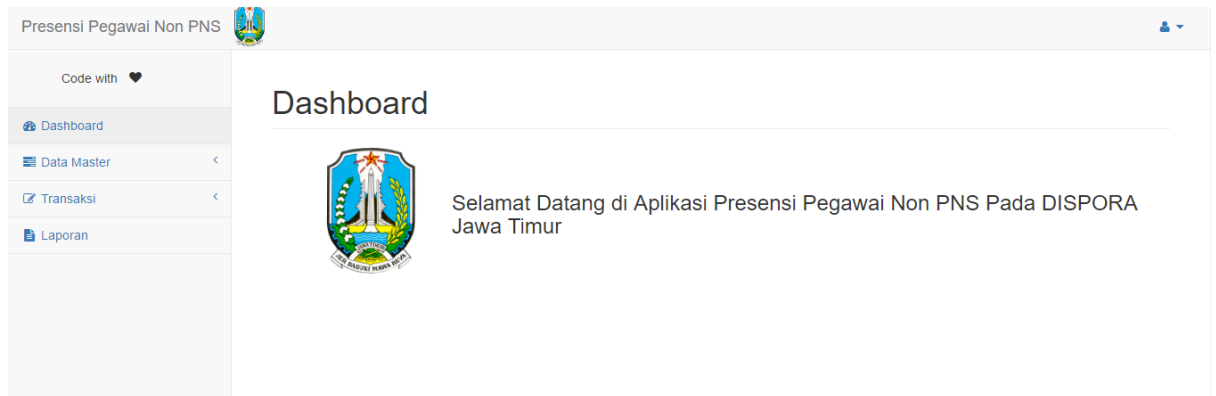 Presensi Pegawai Non PNS
Code with
Dashboard
Data Master
Transaksi
Laporan
Dashboard
JAWA TIMUR
JER BASUKI MAWA BEYA
Selamat Datang di Aplikasi Presensi Pegawai Non PNS Pada DISPORA
Jawa Timur